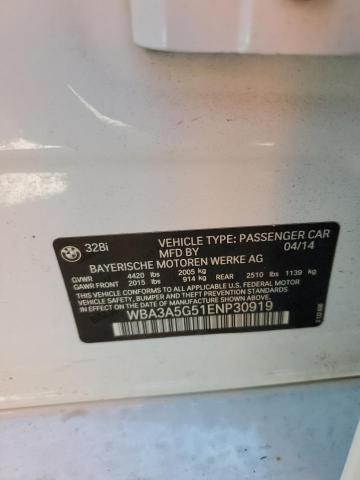 328i VEHICLE TYPE: PASSENGER CAR
MFD BY 04/14
BAYERISCHE MOTOREN WERKE AG
GVWR 4420 lbs 2005 kg
GAWR FRONT 2015 lbs 914 kg REAR 2510 lbs 1139 kg
THIS VEHICLE CONFORMS TO ALL APPLICABLE U.S. FEDERAL MOTOR
VEHICLE SAFETY, BUMPER, AND THEFT PREVENTION STANDARDS IN
EFFECT ON THE DATE OF MANUFACTURE SHOWN ABOVE.
WBA3A5G51ENP30919